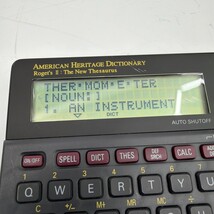 AMERICAN HERITAGE DICTIONARY
Roget's II: The New Thesaurus
THER•MOM•E•TER
[NOUN:]
1. AN INSTRUMENT
DICT
AUTO SHUTOFF
ON/OFF
SPELL
DICT
THES
CALC
Q W E R T Y U